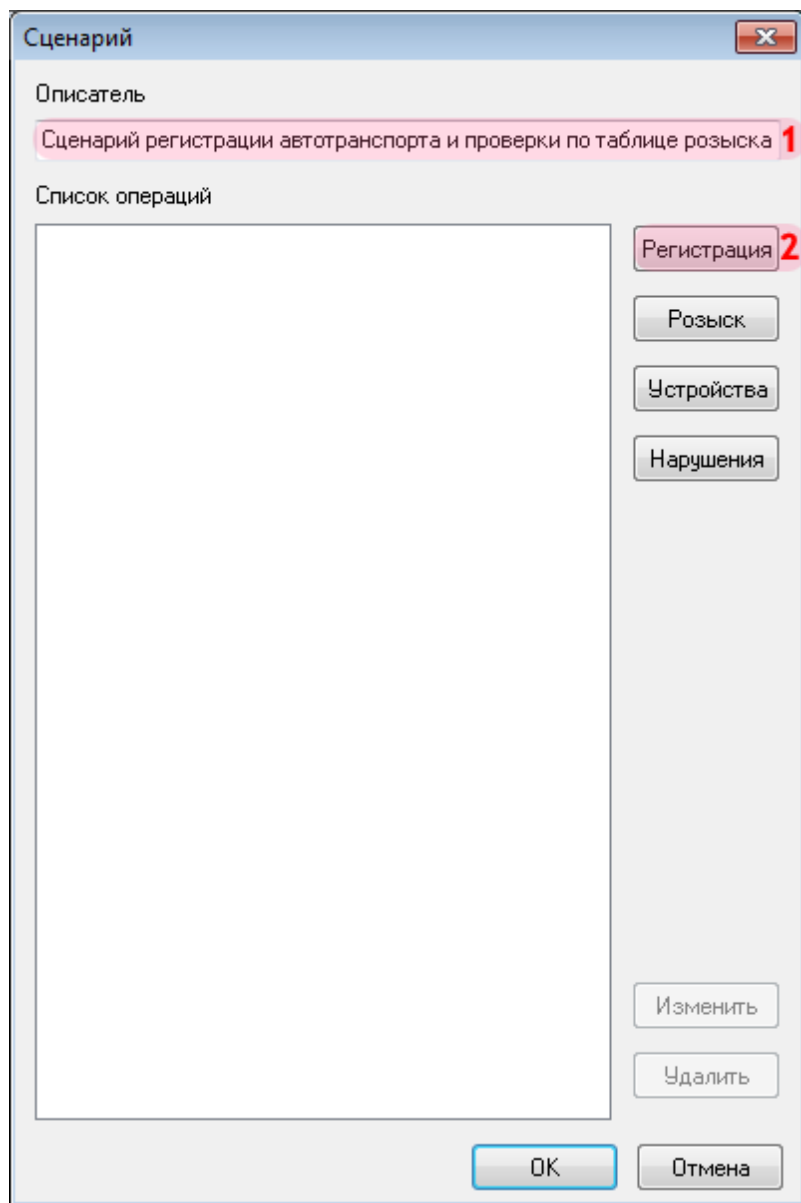 Сценарий
Описатель
Сценарий регистрации автотранспорта и проверки по таблице розыска 1
Список операций
Регистрация 2
Розыск
Устройства
Нарушения
Изменить
Удалить
OK
Отмена